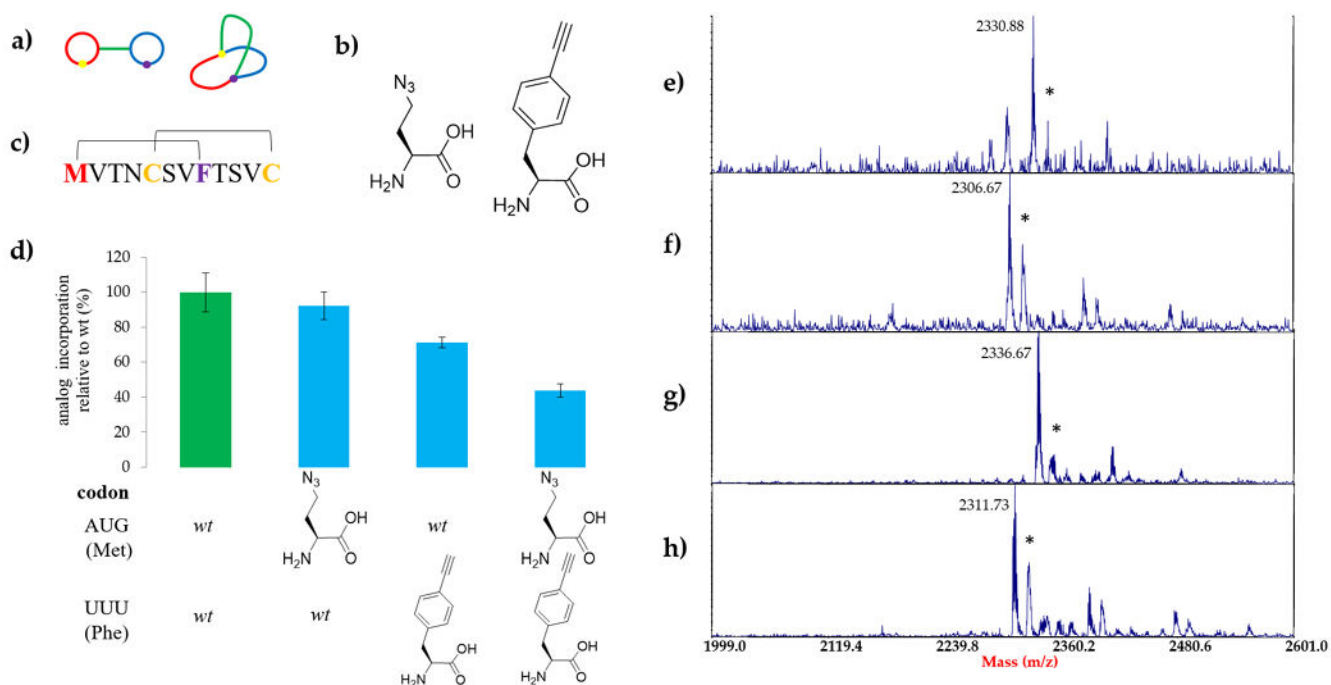 a)
b)
N3
OH
H2N
O
OH
H2N
O
c)
MVTNCSVFTSVC
d)
analog incorporation
relative to wt (%)
120
100
80
60
40
20
0
codon
AUG
(Met)
wt
N3
OH
H2N
O
wt
N3
OH
H2N
O
UUU
(Phe)
wt
wt
OH
H2N
O
OH
H2N
O
e)
2330.88
*
f)
2306.67
*
g)
2336.67
*
h)
2311.73
*
1999.0 2119.4 2239.8 2360.2 2480.6 2601.0
Mass (m/z)